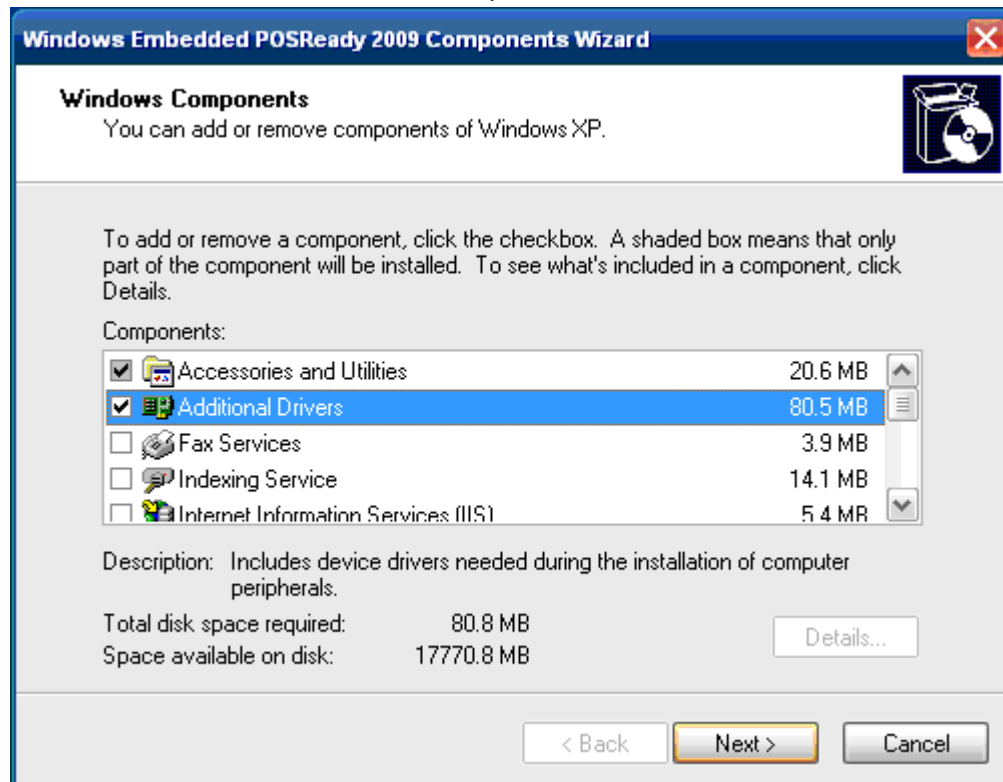 Windows Embedded POSReady 2009 Components Wizard
Windows Components
You can add or remove components of Windows XP.
To add or remove a component, click the checkbox. A shaded box means that only
part of the component will be installed. To see what's included in a component, click
Details.
Components:
Accessories and Utilities 20.6 MB
Additional Drivers 80.5 MB
Fax Services 3.9 MB
Indexing Service 14.1 MB
Internet Information Services (IIS) 5.4 MB
Description: Includes device drivers needed during the installation of computer
peripherals.
Total disk space required: 80.8 MB
Space available on disk: 17770.8 MB
Details...
< Back Next > Cancel